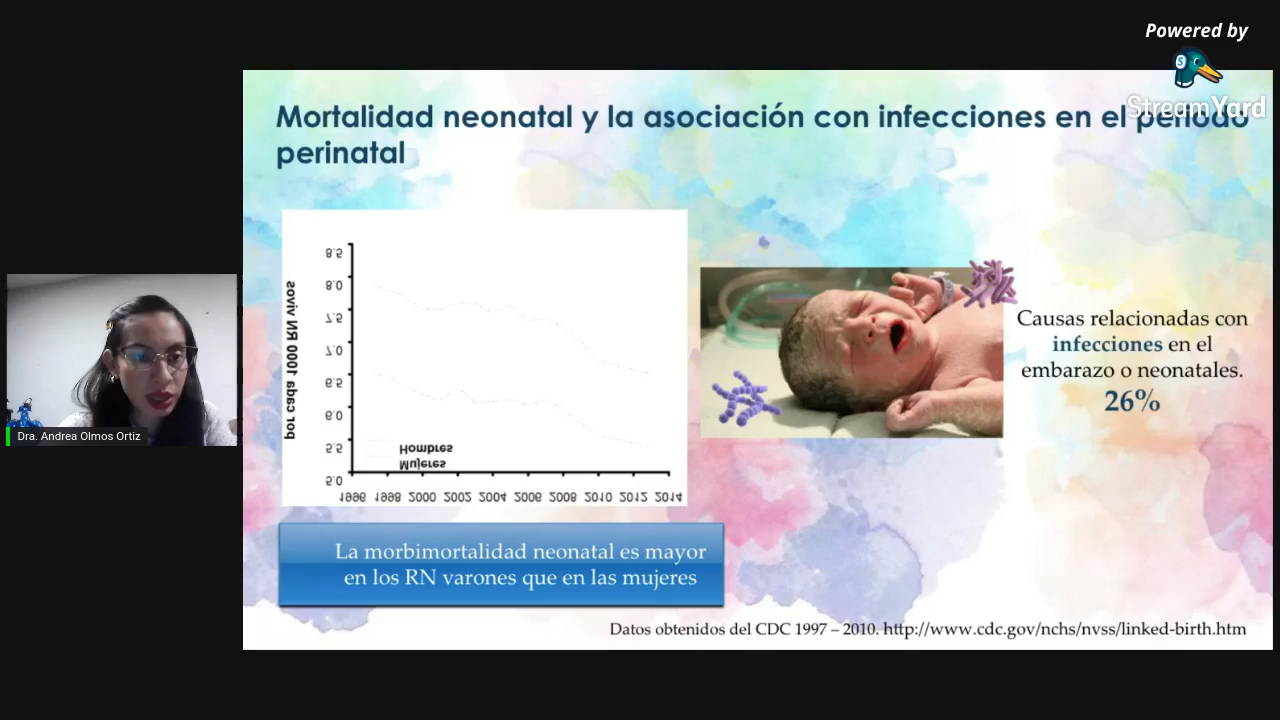 Powered by
StreamYard
Mortalidad neonatal y la asociación con infecciones en el periodo
perinatal
por cada 1000 RN vivos
8.5
8.0
7.5
7.0
6.5
6.0
5.5
5.0
Hombres
Mujeres
1996 1998 2000 2002 2004 2006 2008 2010 2012 2014
Causas relacionadas con
infecciones en el
embarazo o neonatales.
26%
Dra. Andrea Olmos Ortiz
La morbimortalidad neonatal es mayor
en los RN varones que en las mujeres
Datos obtenidos del CDC 1997 – 2010. http://www.cdc.gov/nchs/nvss/linked-birth.htm